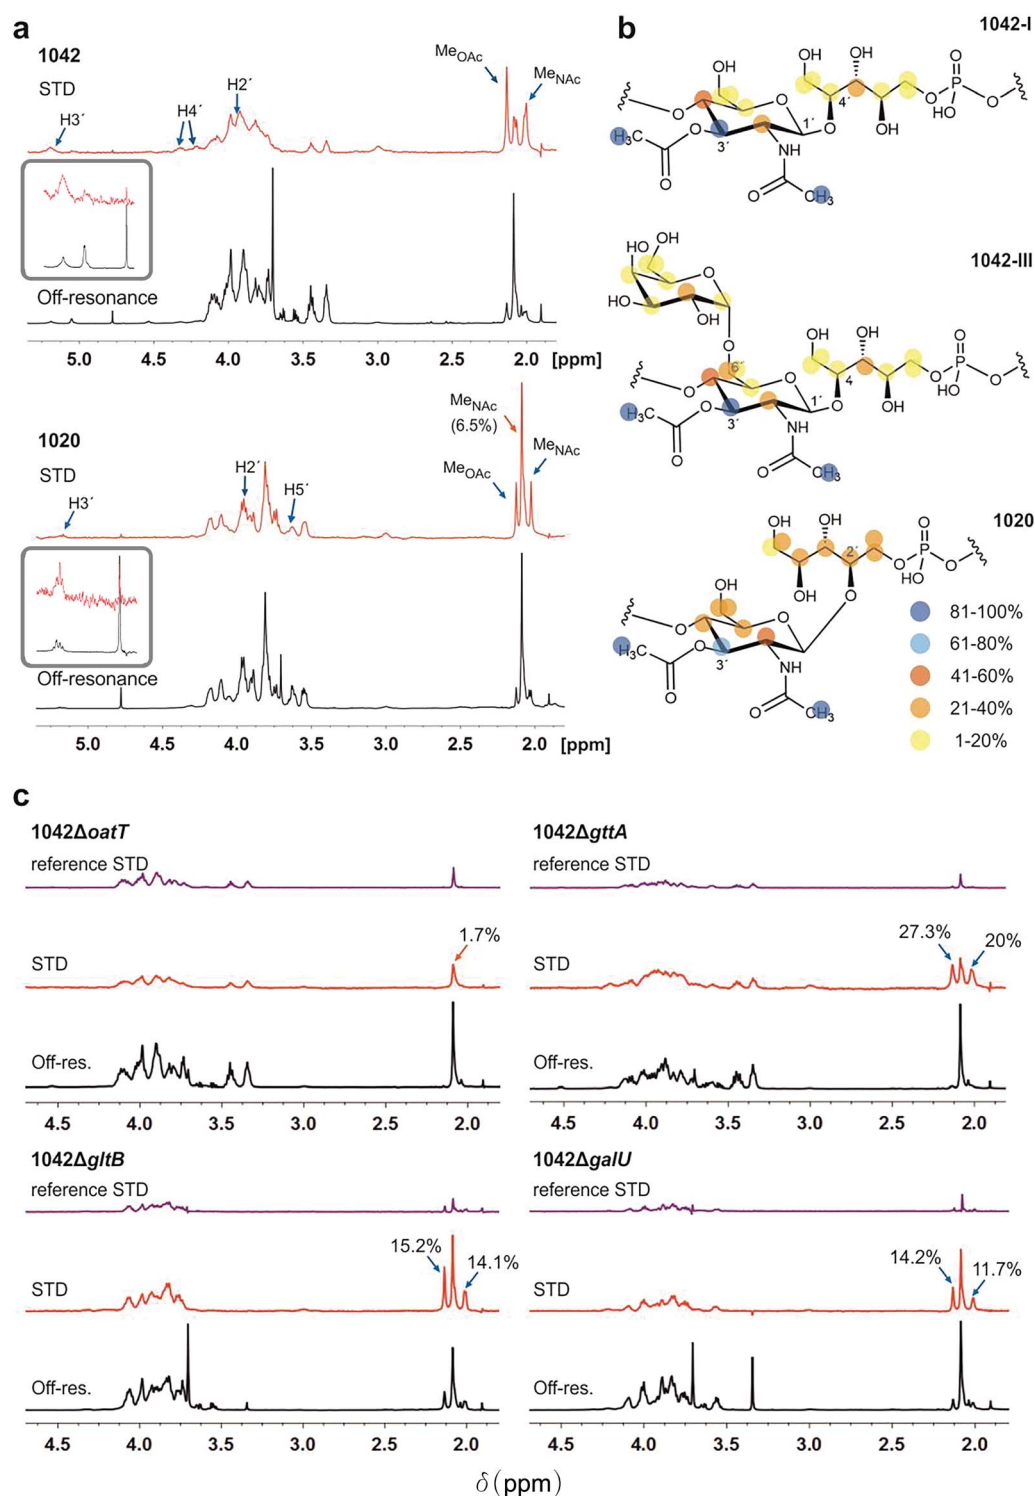 a
1042
STD
H3´
H4´
H2´
MeOAc
MeNAc
Off-resonance
5.0 4.5 4.0 3.5 3.0 2.5 2.0 [ppm]
1020
STD
H3´
H2´
H5´
MeNAc
(6.5%)
MeOAc
MeNAc
Off-resonance
5.0 4.5 4.0 3.5 3.0 2.5 2.0 [ppm]
b
1042-I
OH
OH
OH
O
O
P
O
HO
O
4´
1´
O
OH
O
H3C
O
3´
NH
O
O
CH3
1042-III
HO
OH
O
HO
OH
O
O
6´
O
OH
OH
4
O
P
O
HO
O
1´
O
OH
H3C
O
3´
NH
O
O
CH3
1020
OH
OH
2´
O
P
O
HO
O
OH
O
OH
O
O
H3C
O
3´
NH
O
O
CH3
81-100%
61-80%
41-60%
21-40%
1-20%
c
1042ΔoatT
reference STD
STD
1.7%
Off-res.
4.5 4.0 3.5 3.0 2.5 2.0
1042ΔgttA
reference STD
STD
27.3%
20%
Off-res.
4.5 4.0 3.5 3.0 2.5 2.0
1042ΔgltB
reference STD
STD
15.2%
14.1%
Off-res.
4.5 4.0 3.5 3.0 2.5 2.0
1042ΔgalU
reference STD
STD
14.2%
11.7%
Off-res.
4.5 4.0 3.5 3.0 2.5 2.0
δ(ppm)